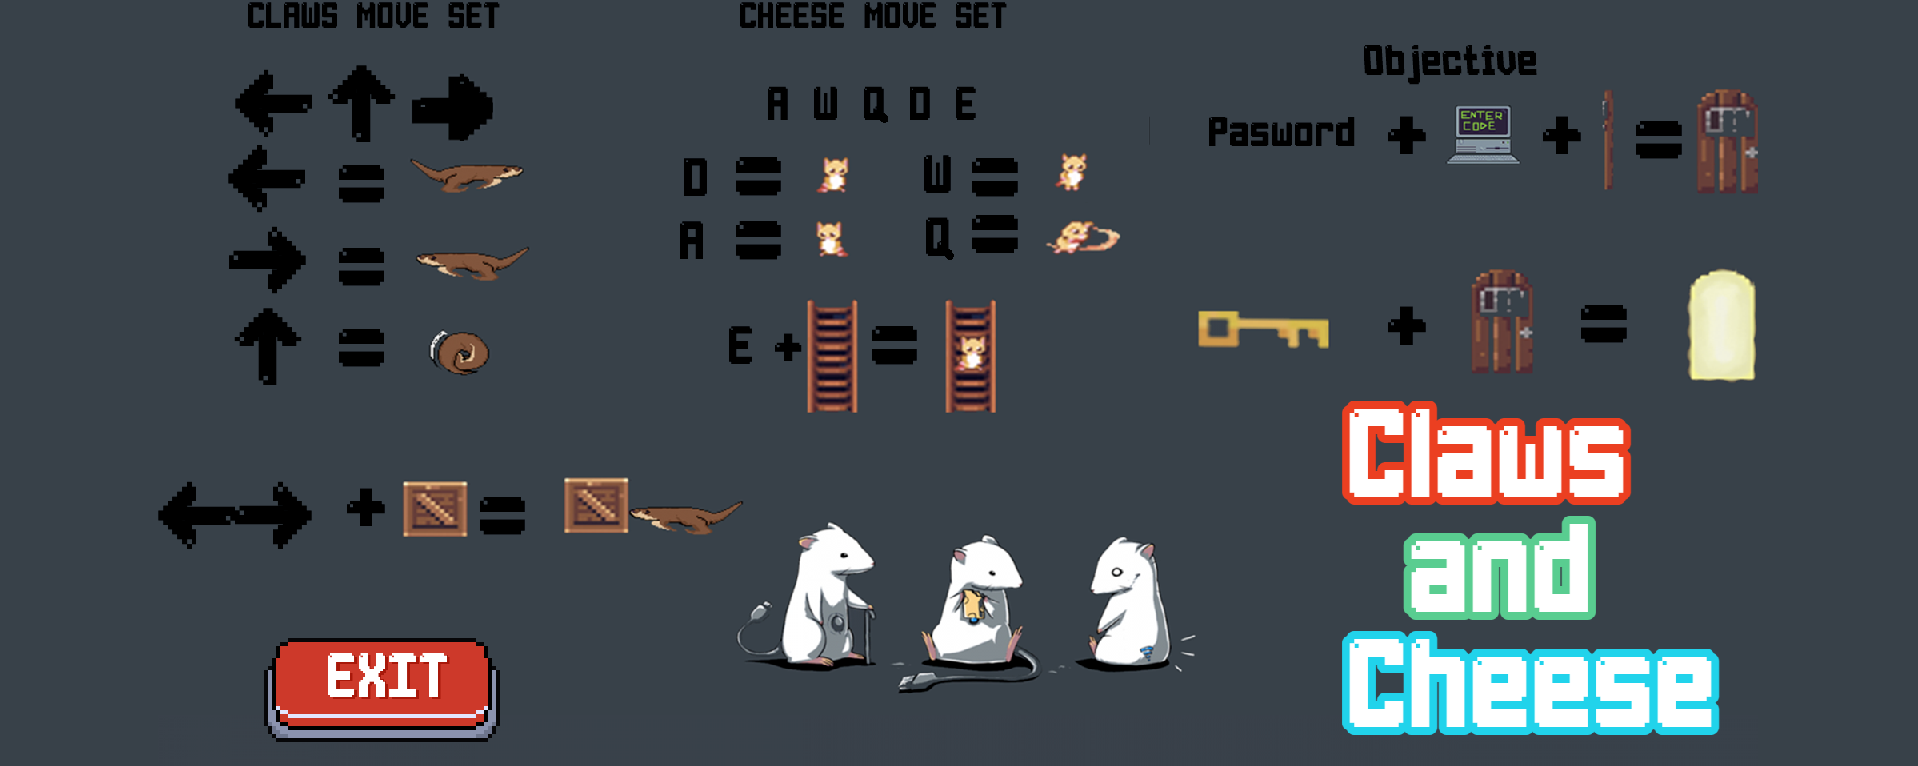 CLAWS MOVE SET
CHEESE MOVE SET
A W Q D E
D
W
A
Q
E
Objective
Pasword
ENTER
CODE
Claws
and
Cheese
EXIT